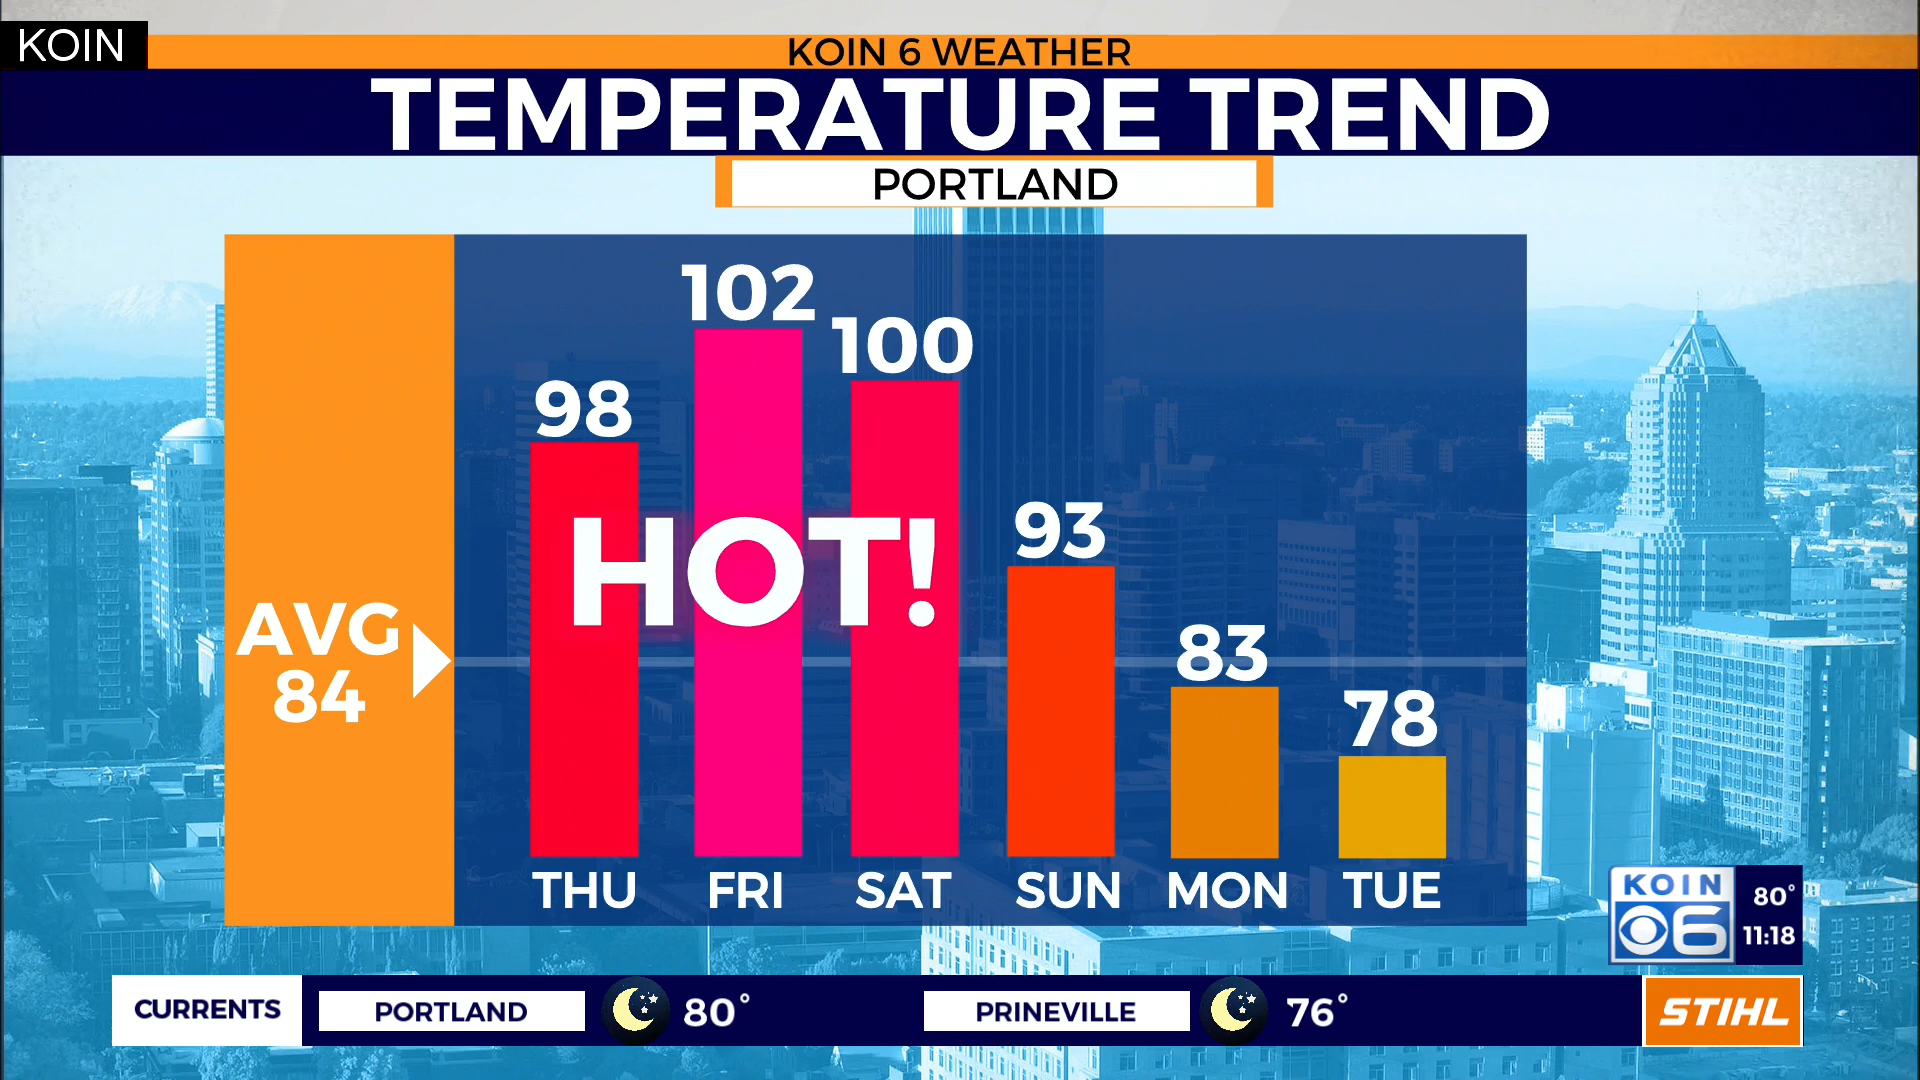 KOIN
KOIN 6 WEATHER
TEMPERATURE TREND
PORTLAND
102
100
98
HOT!
93
AVG
84
83
78
THU FRI SAT SUN MON TUE
KOIN
6
80°
11:18
CURRENTS PORTLAND 80° PRINEVILLE 76° STIHL